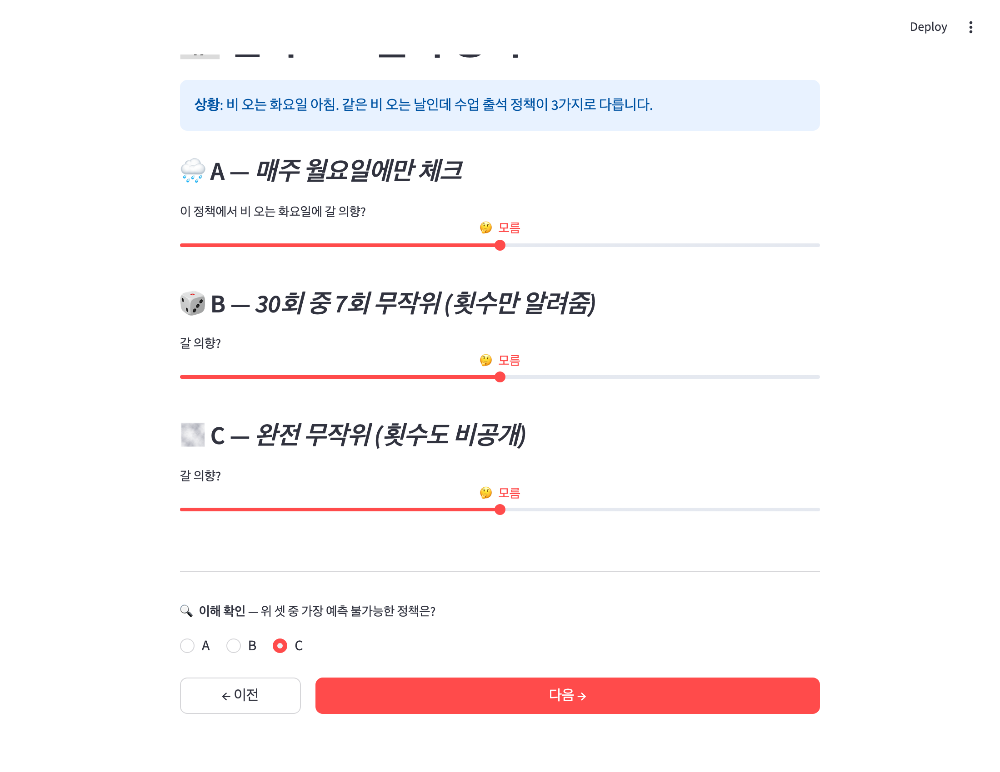 Deploy
상황: 비 오는 화요일 아침. 같은 비 오는 날인데 수업 출석 정책이 3가지로 다릅니다.
A — 매주 월요일에만 체크
이 정책에서 비 오는 화요일에 갈 의향?
🤔 모름
B — 30회 중 7회 무작위 (횟수만 알려줌)
갈 의향?
🤔 모름
C — 완전 무작위 (횟수도 비공개)
갈 의향?
🤔 모름
🔍 이해 확인 — 위 셋 중 가장 예측 불가능한 정책은?
A B C
← 이전
다음 →